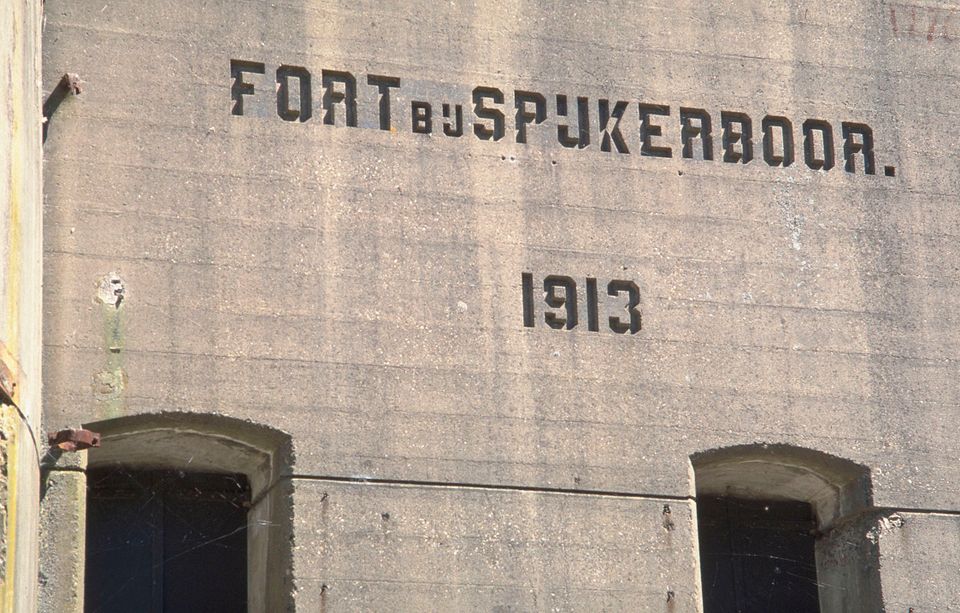 FORT BIJ SPIJKERBOOR.
1913